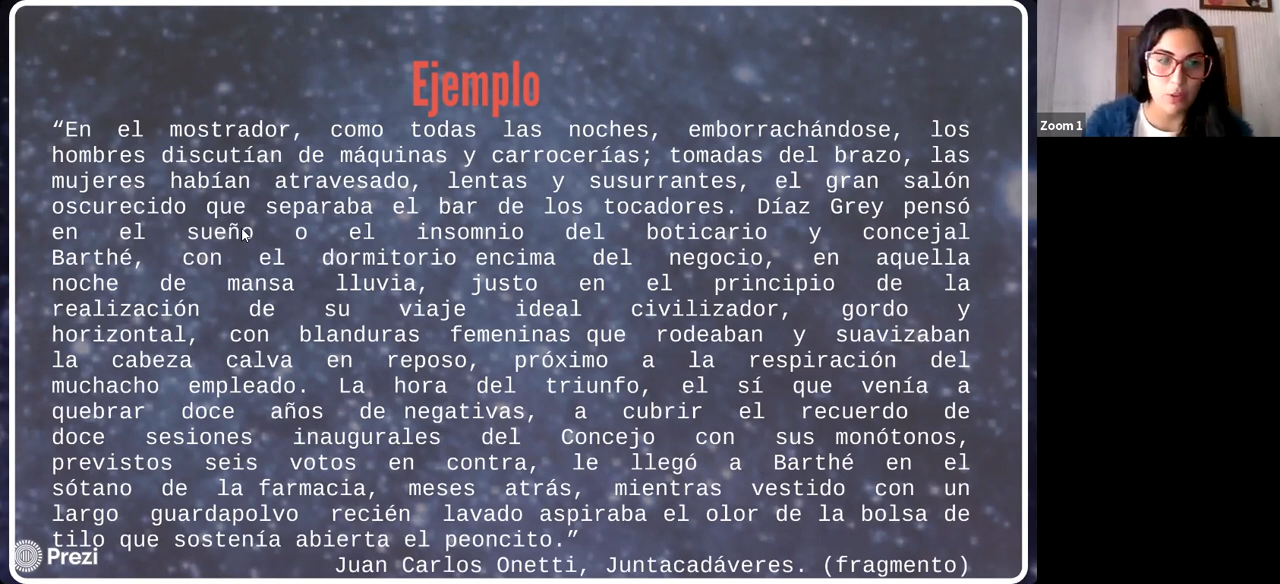 Ejemplo
“En el mostrador, como todas las noches, emborrachándose, los
hombres discutían de máquinas y carrocerías; tomadas del brazo, las
mujeres habían atravesado, lentas y susurrantes, el gran salón
oscurecido que separaba el bar de los tocadores. Díaz Grey pensó
en el sueño o el insomnio del boticario y concejal
Barthé, con el dormitorio encima del negocio, en aquella
noche de mansa lluvia, justo en el principio de la
realización de su viaje ideal civilizador, gordo y
horizontal, con blanduras femeninas que rodeaban y suavizaban
la cabeza calva en reposo, próximo a la respiración del
muchacho empleado. La hora del triunfo, el sí que venía a
quebrar doce años de negativas, a cubrir el recuerdo de
doce sesiones inaugurales del Concejo con sus monótonos,
previstos seis votos en contra, le llegó a Barthé en el
sótano de la farmacia, meses atrás, mientras vestido con un
largo guardapolvo recién lavado aspiraba el olor de la bolsa de
tilo que sostenía abierta el peoncito.”
Juan Carlos Onetti, Juntacadáveres. (fragmento)
Prezi
Zoom 1